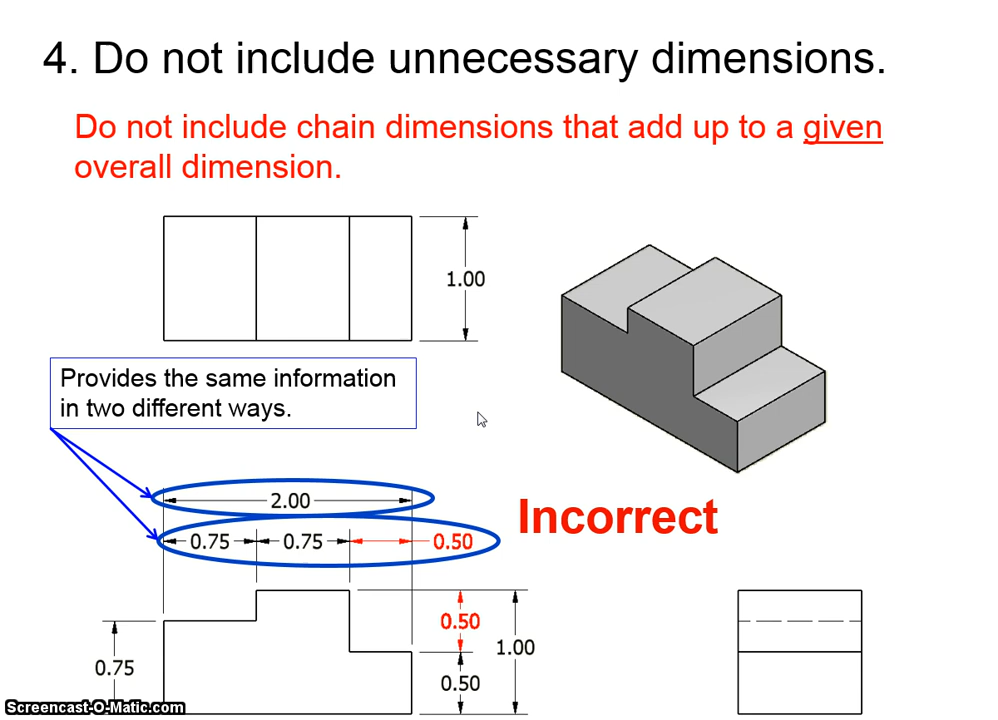 4. Do not include unnecessary dimensions.
Do not include chain dimensions that add up to a given
overall dimension.
1.00
Provides the same information
in two different ways.
2.00
Incorrect
0.75 0.75 0.50
0.50
1.00
0.75
0.50
Screencast-O-Matic.com